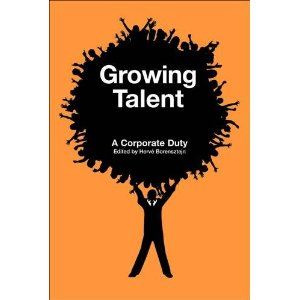 Growing
Talent
A Corporate Duty
Edited by Hervé Borensztejn